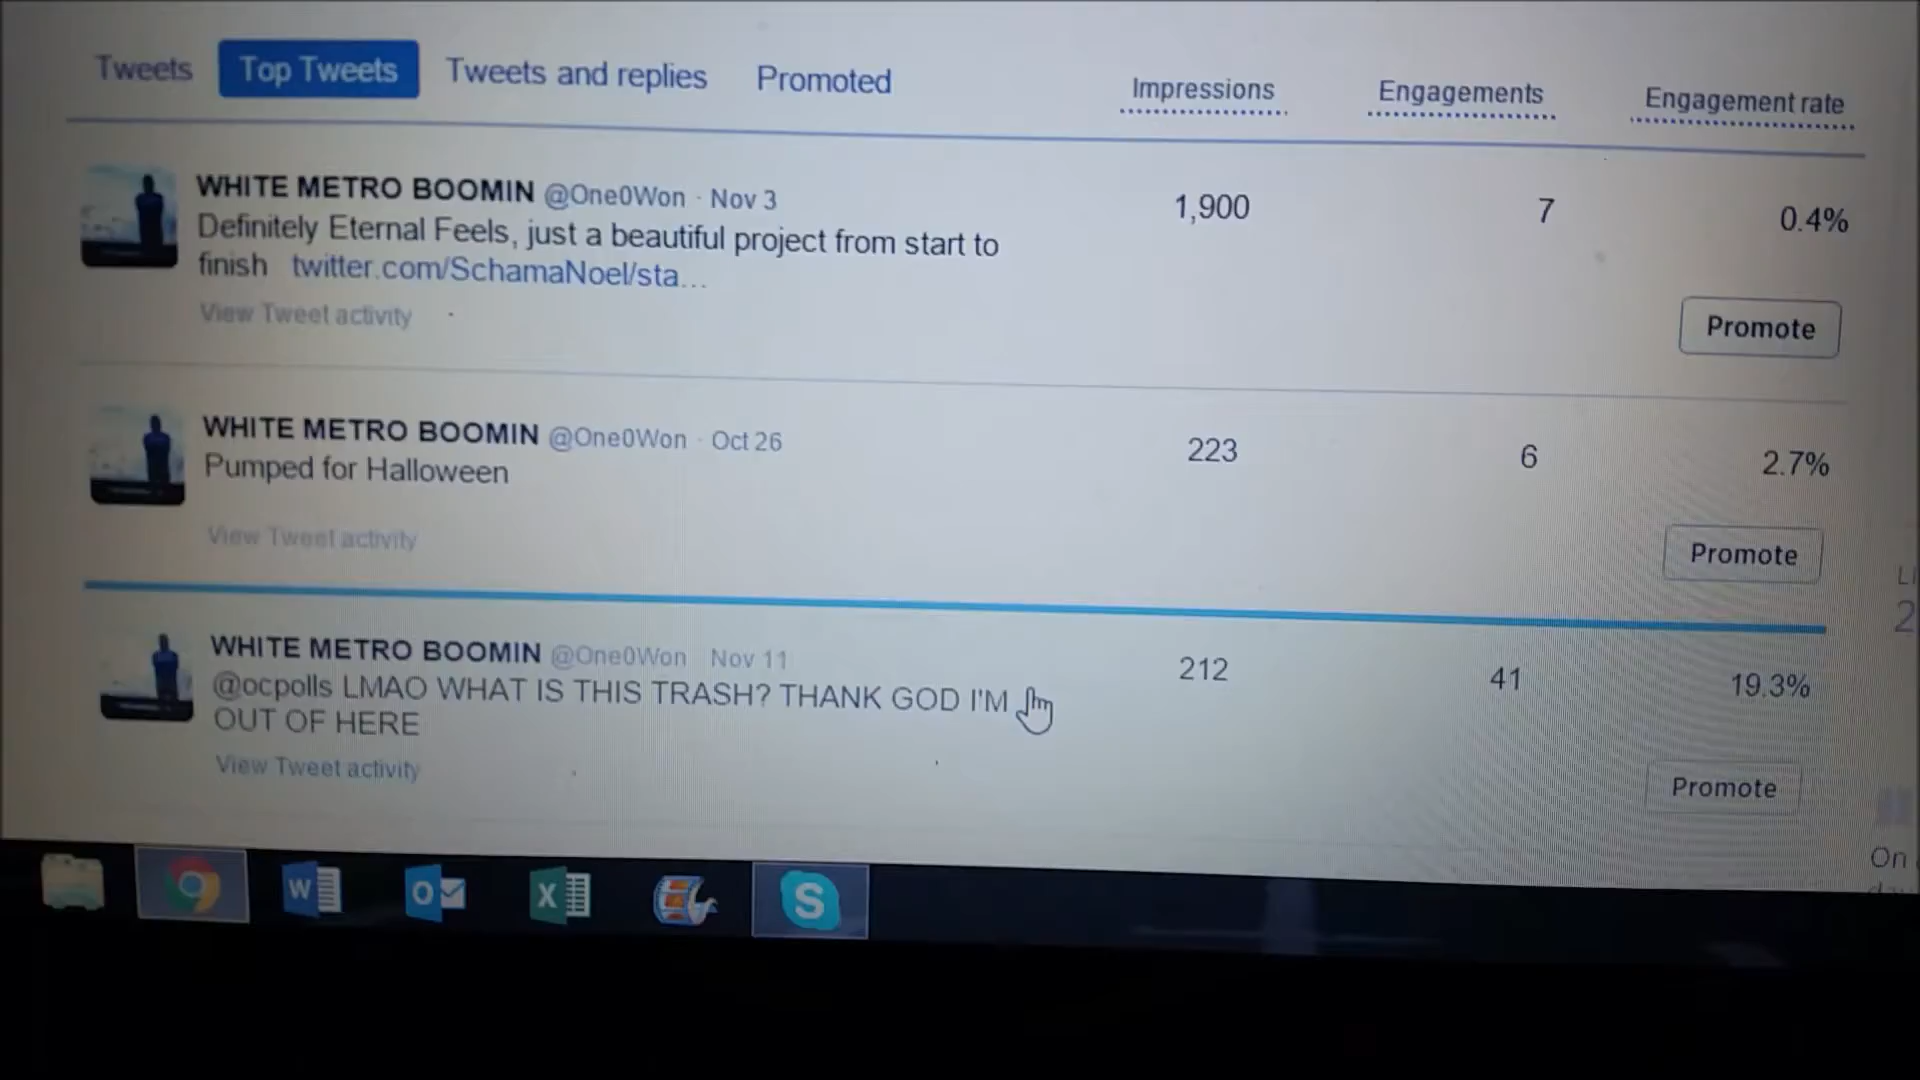 Tweets Top Tweets Tweets and replies Promoted Impressions Engagements Engagement rate
WHITE METRO BOOMIN @One0Won · Nov 3 1,900 7 0.4%
Definitely Eternal Feels, just a beautiful project from start to
finish twitter.com/SchamaNoel/sta...
View Tweet activity
Promote
WHITE METRO BOOMIN @One0Won · Oct 26 223 6 2.7%
Pumped for Halloween
View Tweet activity
Promote
WHITE METRO BOOMIN @One0Won Nov 11 212 41 19.3%
@ocpolls LMAO WHAT IS THIS TRASH? THANK GOD I'M
OUT OF HERE
View Tweet activity
Promote
On